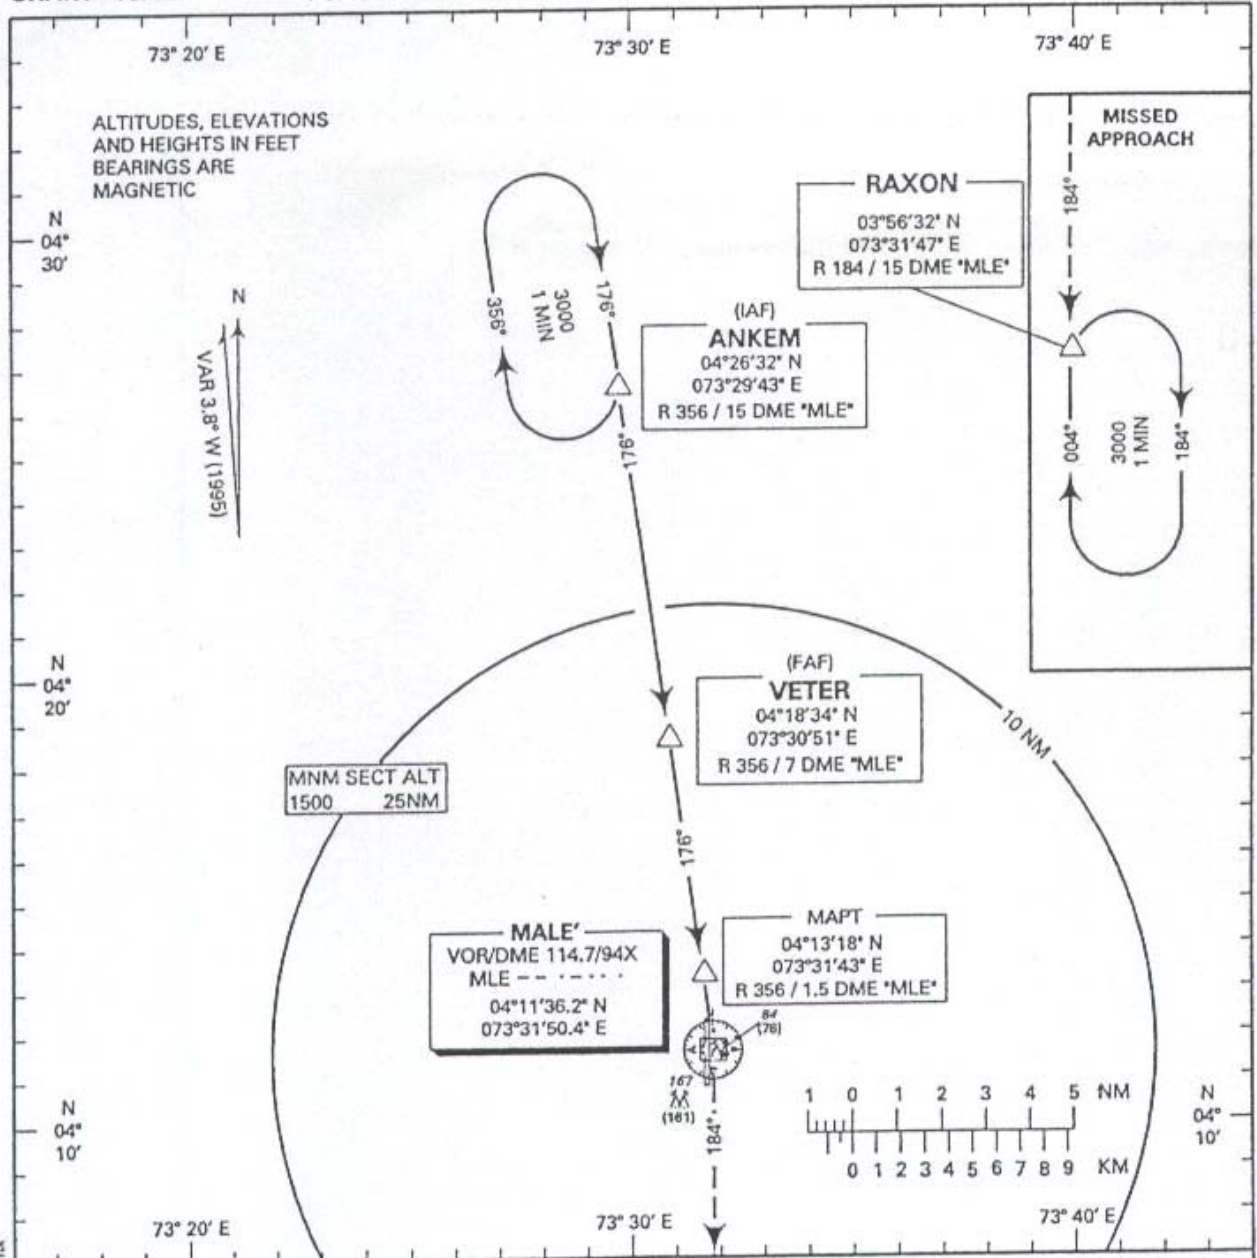 73° 20′ E
73° 30′ E
73° 40′ E
ALTITUDES, ELEVATIONS
AND HEIGHTS IN FEET
BEARINGS ARE
MAGNETIC
MISSED
APPROACH
184°
RAXON
03°56'32" N
073°31'47" E
R 184 / 15 DME "MLE"
N
04°
30′
N
VAR 3.8° W (1995)
356°
3000
1 MIN
176°
(IAF)
ANKEM
04°26'32" N
073°29'43" E
R 356 / 15 DME "MLE"
176°
004°
3000
1 MIN
184°
N
04°
20′
(FAF)
VETER
04°18'34" N
073°30'51" E
R 356 / 7 DME "MLE"
10 NM
MNM SECT ALT
1500 25NM
176°
MALE'
VOR/DME 114.7/94X
MLE
04°11'36.2" N
073°31'50.4" E
MAPT
04°13'18" N
073°31'43" E
R 356 / 1.5 DME "MLE"
84
(76)
167
(161)
184°
1 0 1 2 3 4 5 NM
0 1 2 3 4 5 6 7 8 9 KM
N
04°
10′
N
04°
10′
73° 20′ E
73° 30′ E
73° 40′ E